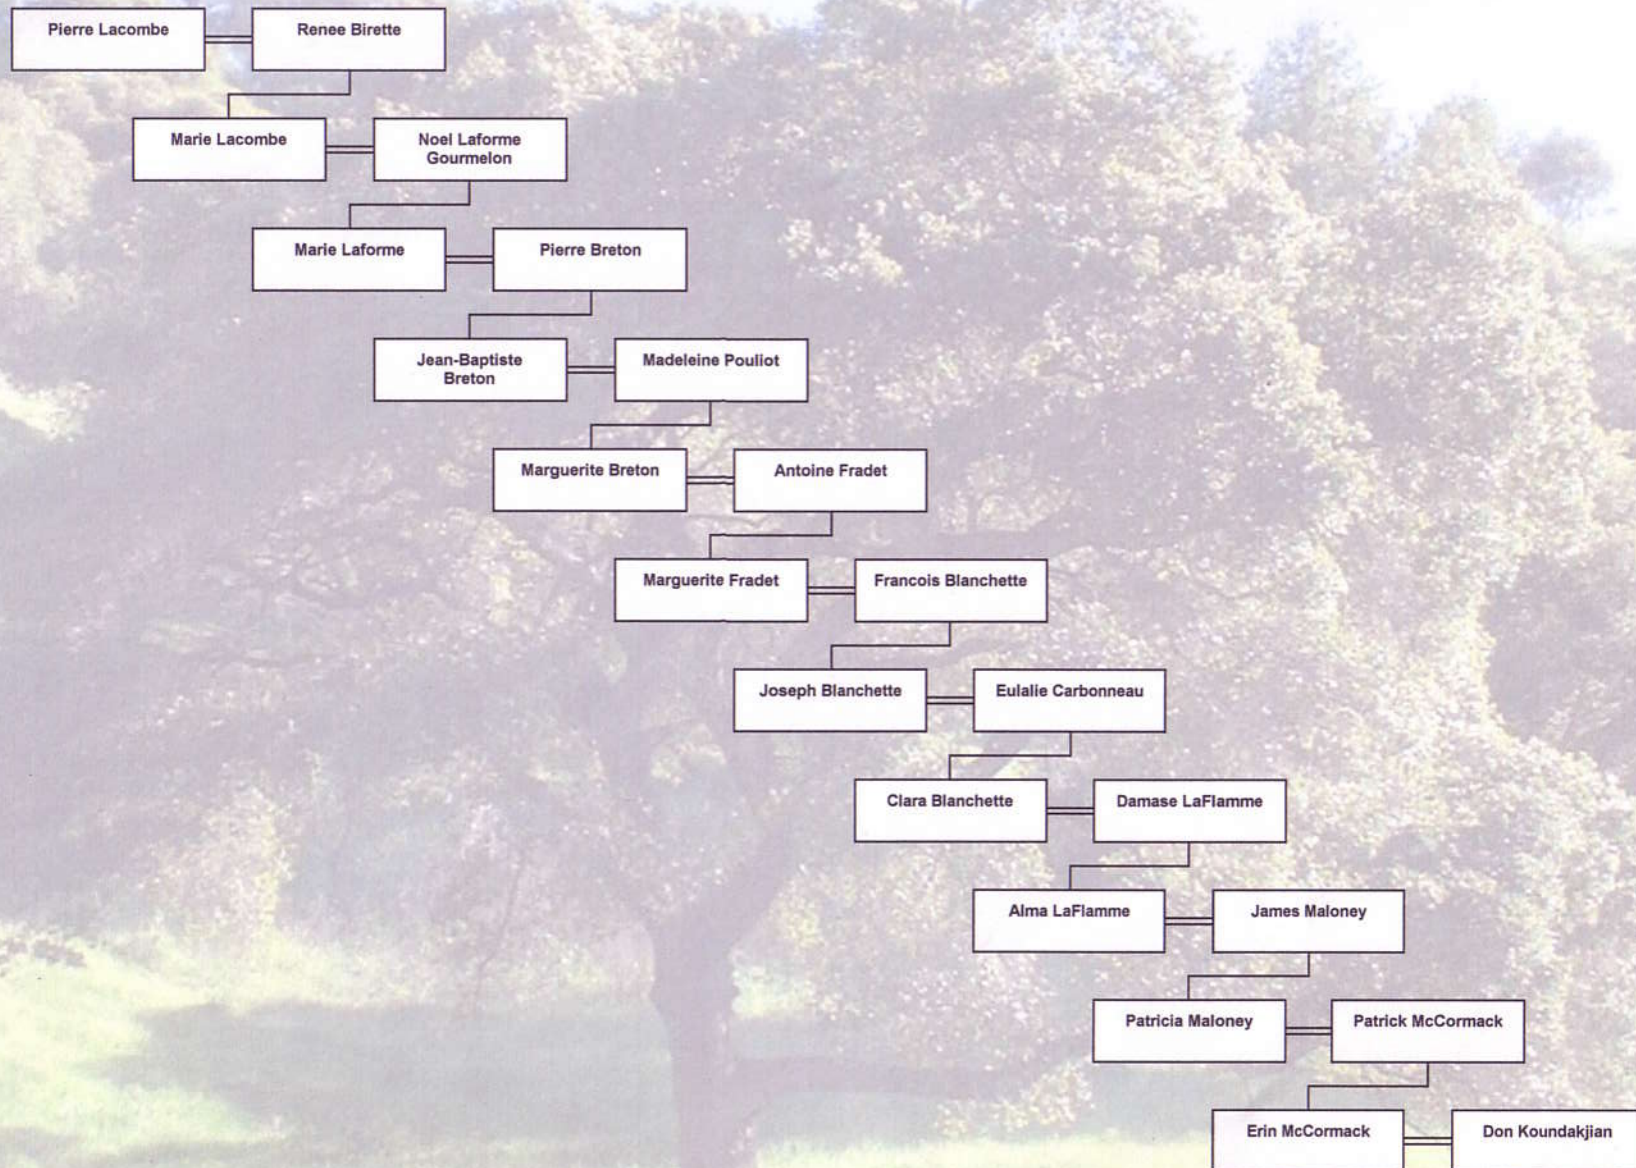 Pierre Lacombe
Renee Birette
Marie Lacombe
Noel Laforme
Gourmelon
Marie Laforme
Pierre Breton
Jean-Baptiste
Breton
Madeleine Pouliot
Marguerite Breton
Antoine Fradet
Marguerite Fradet
Francois Blanchette
Joseph Blanchette
Eulalie Carbonneau
Clara Blanchette
Damase LaFlamme
Alma LaFlamme
James Maloney
Patricia Maloney
Patrick McCormack
Erin McCormack
Don Koundakjian